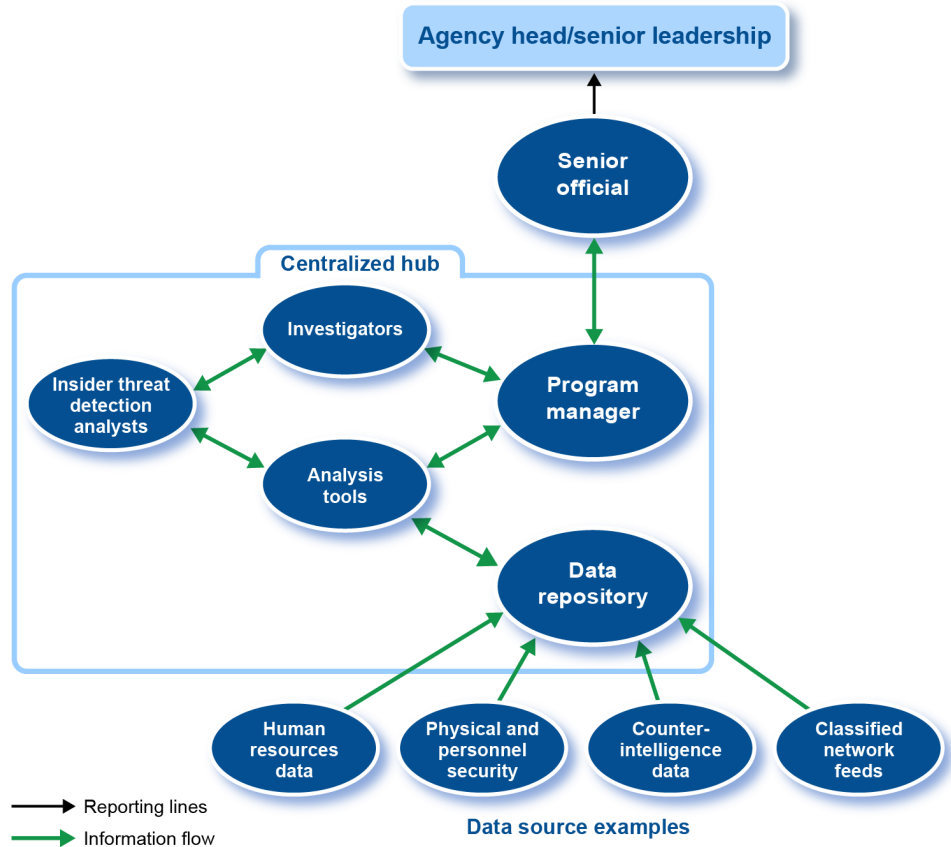 Agency head/senior leadership
Senior
official
Centralized hub
Investigators
Insider threat
detection
analysts
Program
manager
Analysis
tools
Data
repository
Human
resources
data
Physical and
personnel
security
Counter-
intelligence
data
Classified
network
feeds
Reporting lines
Information flow
Data source examples